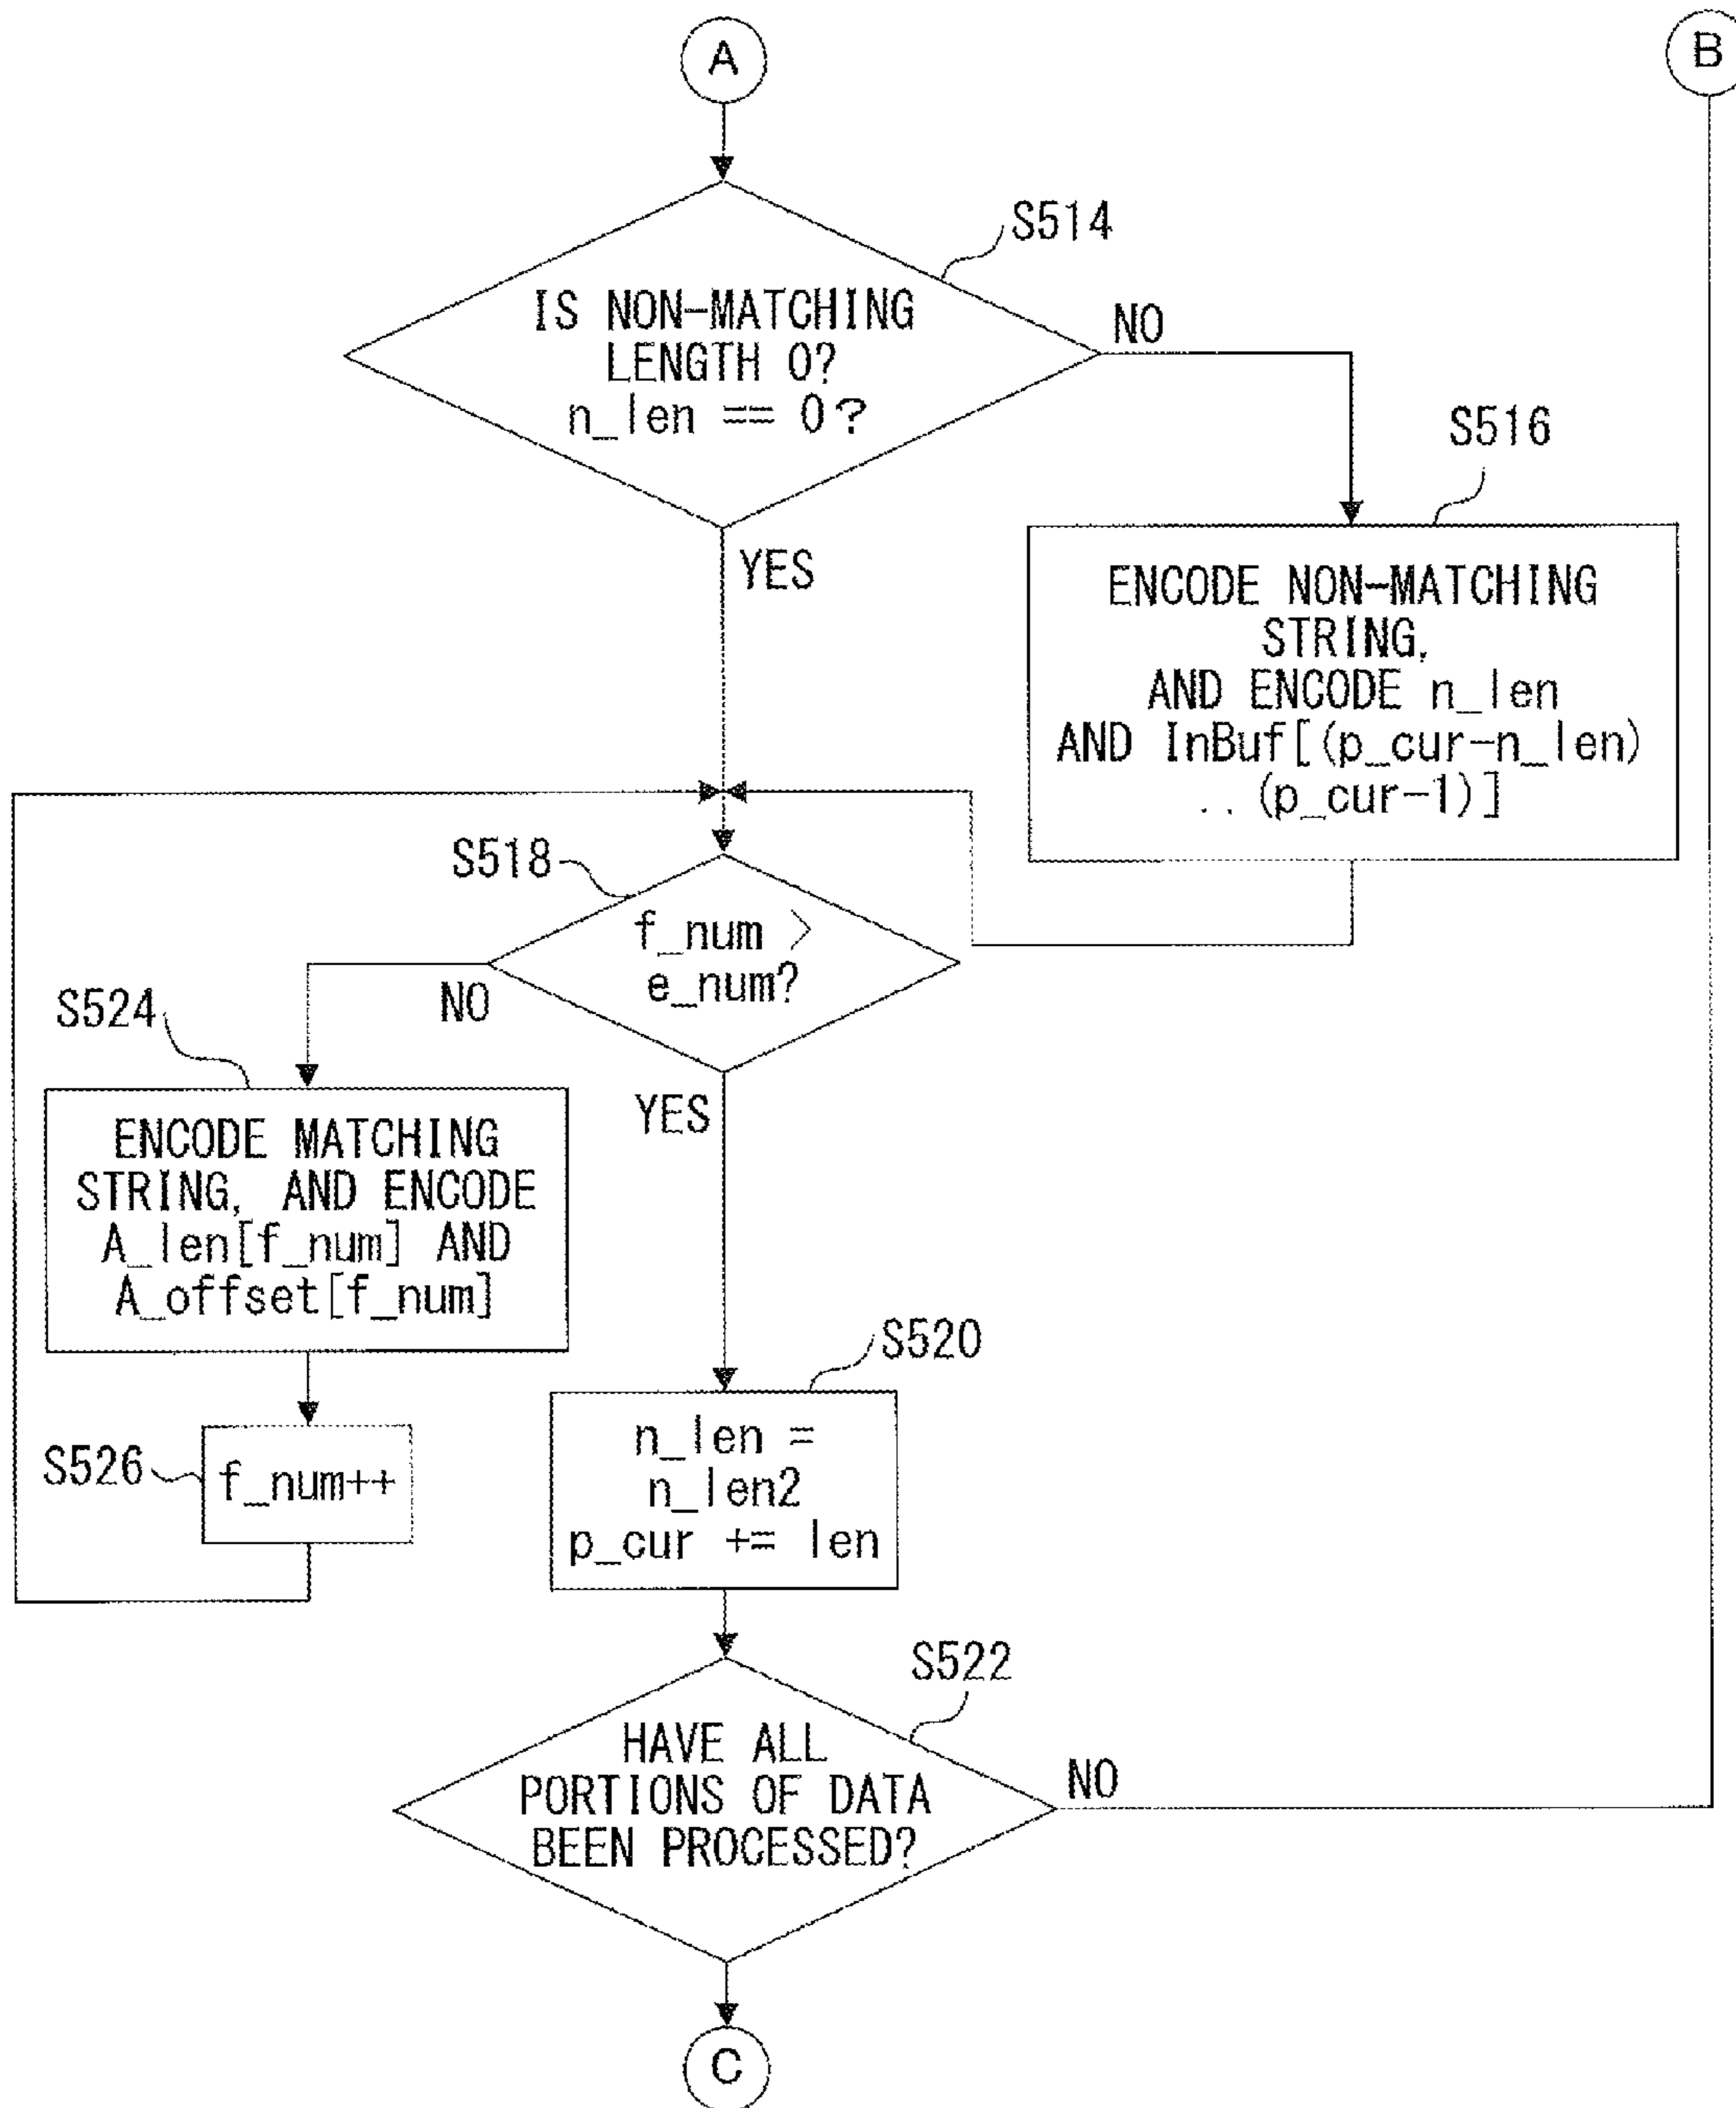 A
B
S514
IS NON-MATCHING
LENGTH 0?
n_len == 0?
NO
YES
S516
ENCODE NON-MATCHING
STRING,
AND ENCODE n_len
AND InBuf[(p_cur-n_len)
..(p_cur-1)]
S518
f_num >
e_num?
NO
YES
S524
ENCODE MATCHING
STRING, AND ENCODE
A_len[f_num] AND
A_offset[f_num]
S526
f_num++
S520
n_len =
n_len2
p_cur += len
S522
HAVE ALL
PORTIONS OF DATA
BEEN PROCESSED?
NO
C